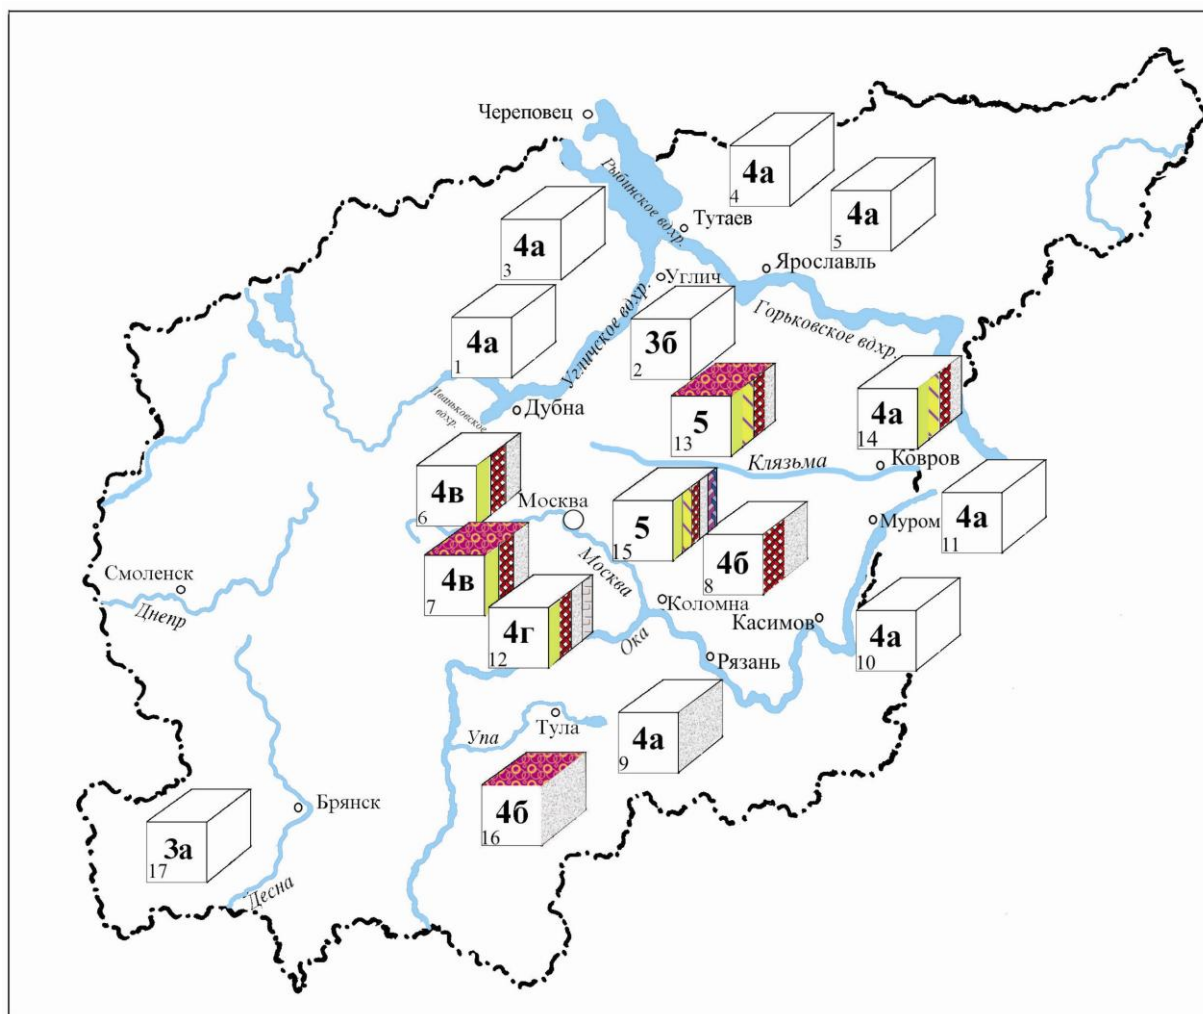 Череповец
4а
4
Рыбинское вдхр.
4а
5
4а
3
Тутаев
Ярославль
Углич
Угличское вдхр.
Горьковское вдхр.
4а
1
3б
2
Иваньковское
вдхр.
Дубна
5
13
4а
14
Клязьма
Ковров
4в
6
Москва
5
15
4б
8
Муром
4а
11
4в
7
Москва
Смоленск
Днепр
4г
12
Коломна
Касимов
4а
10
Ока
Рязань
Упа
Тула
4а
9
4б
16
Брянск
3а
17
Десна